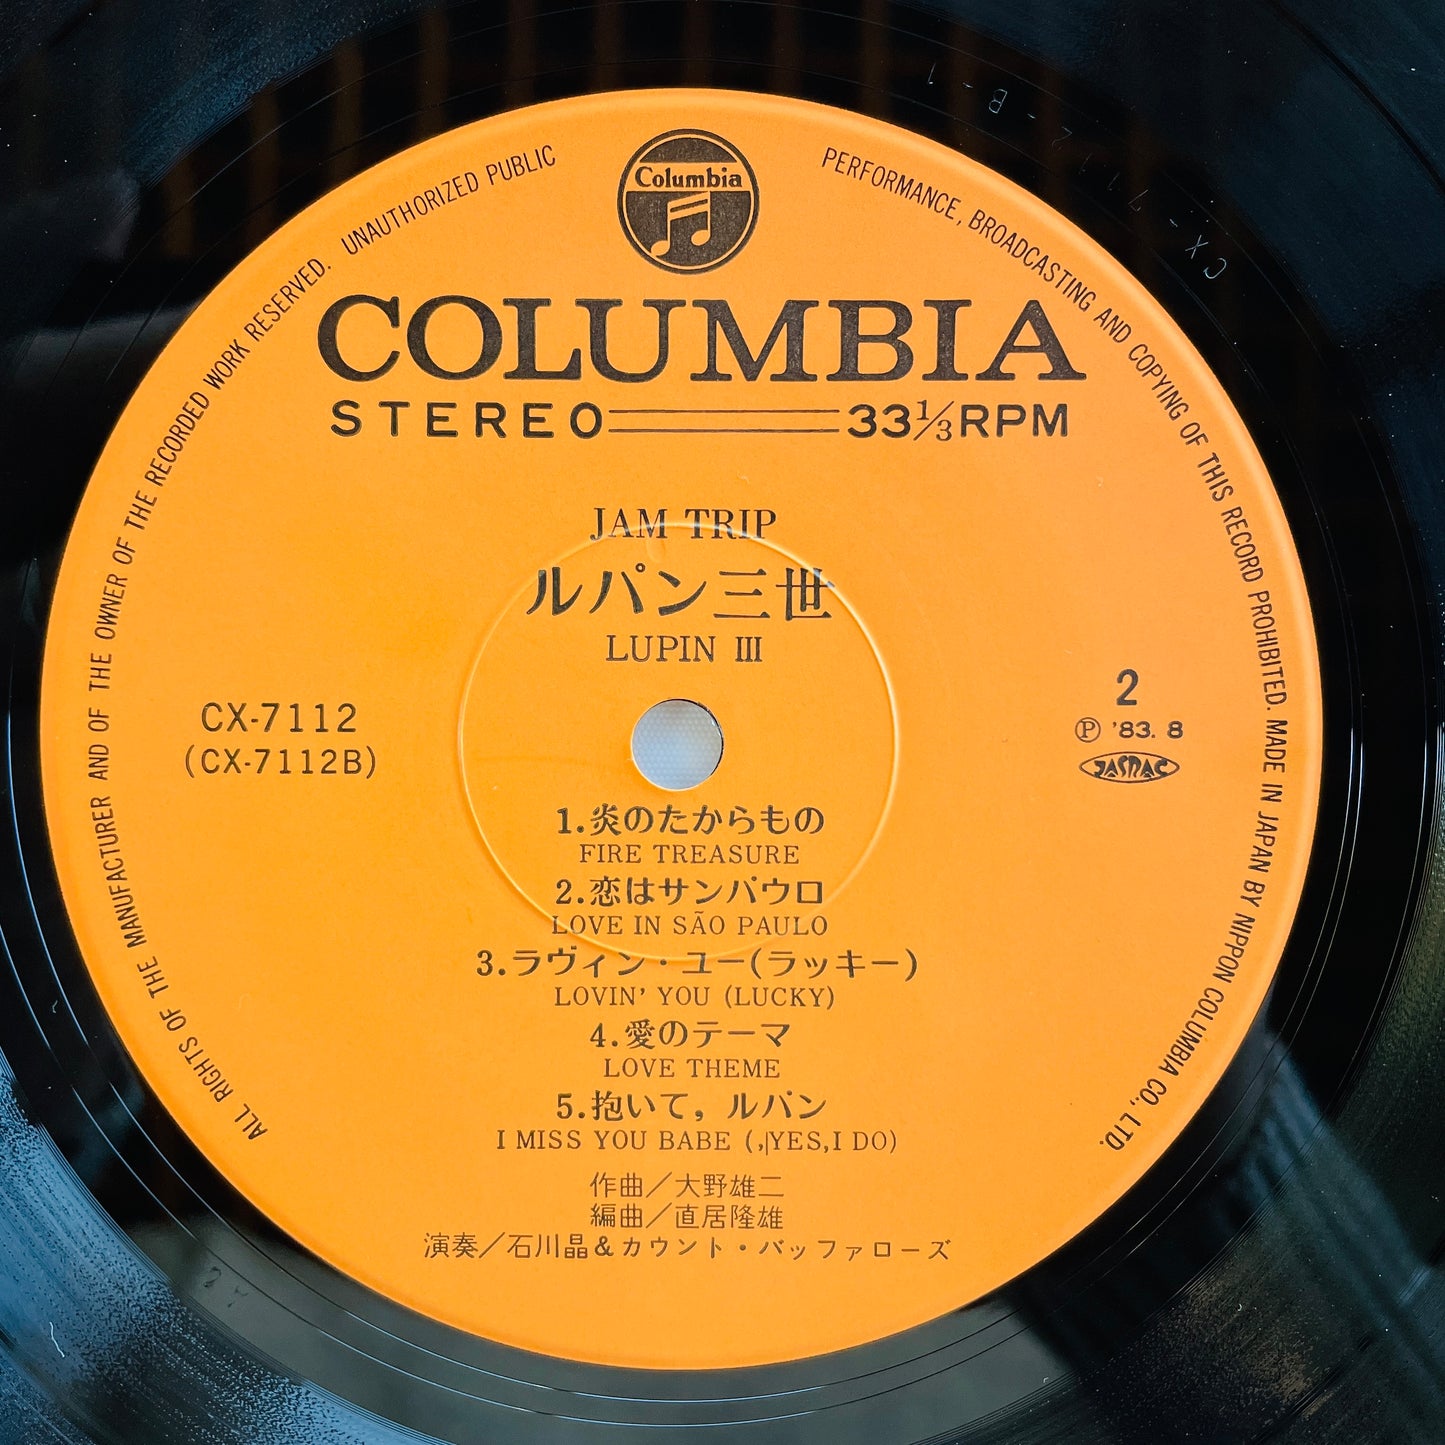 ALL RIGHTS OF THE MANUFACTURER AND OF THE OWNER OF THE RECORDED WORK RESERVED. UNAUTHORIZED PUBLIC PERFORMANCE, BROADCASTING AND COPYING OF THIS RECORD PROHIBITED. MADE IN JAPAN BY NIPPON COLUMBIA CO., LTD.
CX-7112-B-1
Columbia
COLUMBIA
STEREO 33⅓RPM
JAM TRIP
ルパン三世
LUPIN III
CX-7112
(CX-7112B)
2
Ⓟ '83. 8
JASRAC
1.炎のたからもの
FIRE TREASURE
2.恋はサンパウロ
LOVE IN SÃO PAULO
3.ラヴィン・ユー(ラッキー)
LOVIN' YOU (LUCKY)
4.愛のテーマ
LOVE THEME
5.抱いて，ルパン
I MISS YOU BABE (,YES,I DO)
作曲／大野雄二
編曲／直居隆雄
演奏／石川晶&カウント・バッファローズ